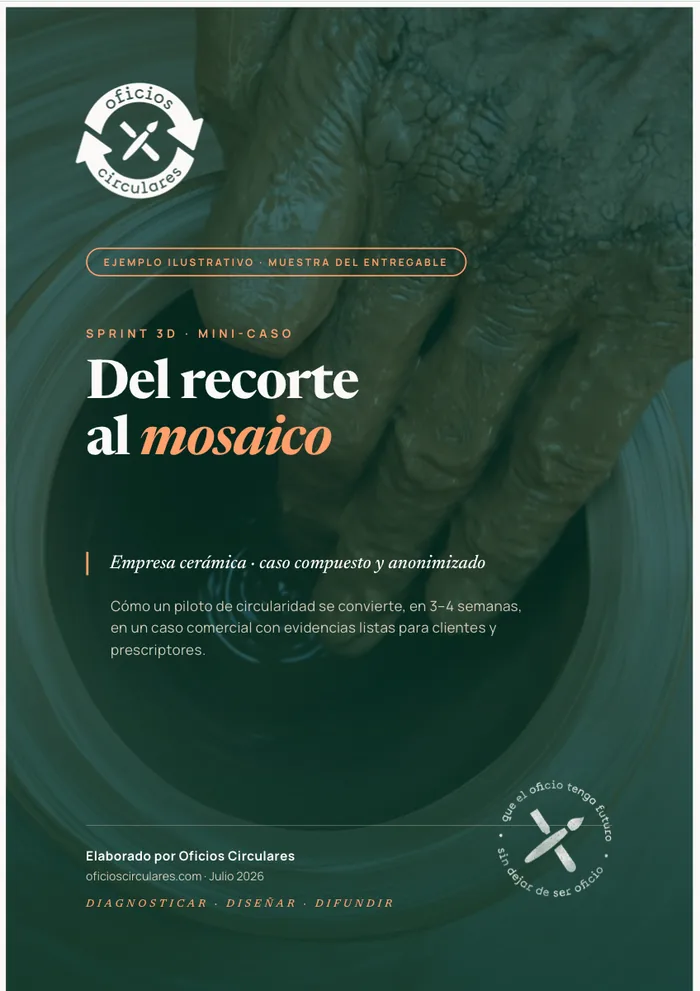 oficios
circulares
EJEMPLO ILUSTRATIVO · MUESTRA DEL ENTREGABLE
SPRINT 3D · MINI-CASO
Del recorte
al mosaico
Empresa cerámica · caso compuesto y anonimizado
Cómo un piloto de circularidad se convierte, en 3–4 semanas,
en un caso comercial con evidencias listas para clientes y
prescriptores.
que el oficio tenga futuro
sin dejar de ser oficio
Elaborado por Oficios Circulares
oficioscirculares.com · Julio 2026
DIAGNOSTICAR · DISEÑAR · DIFUNDIR